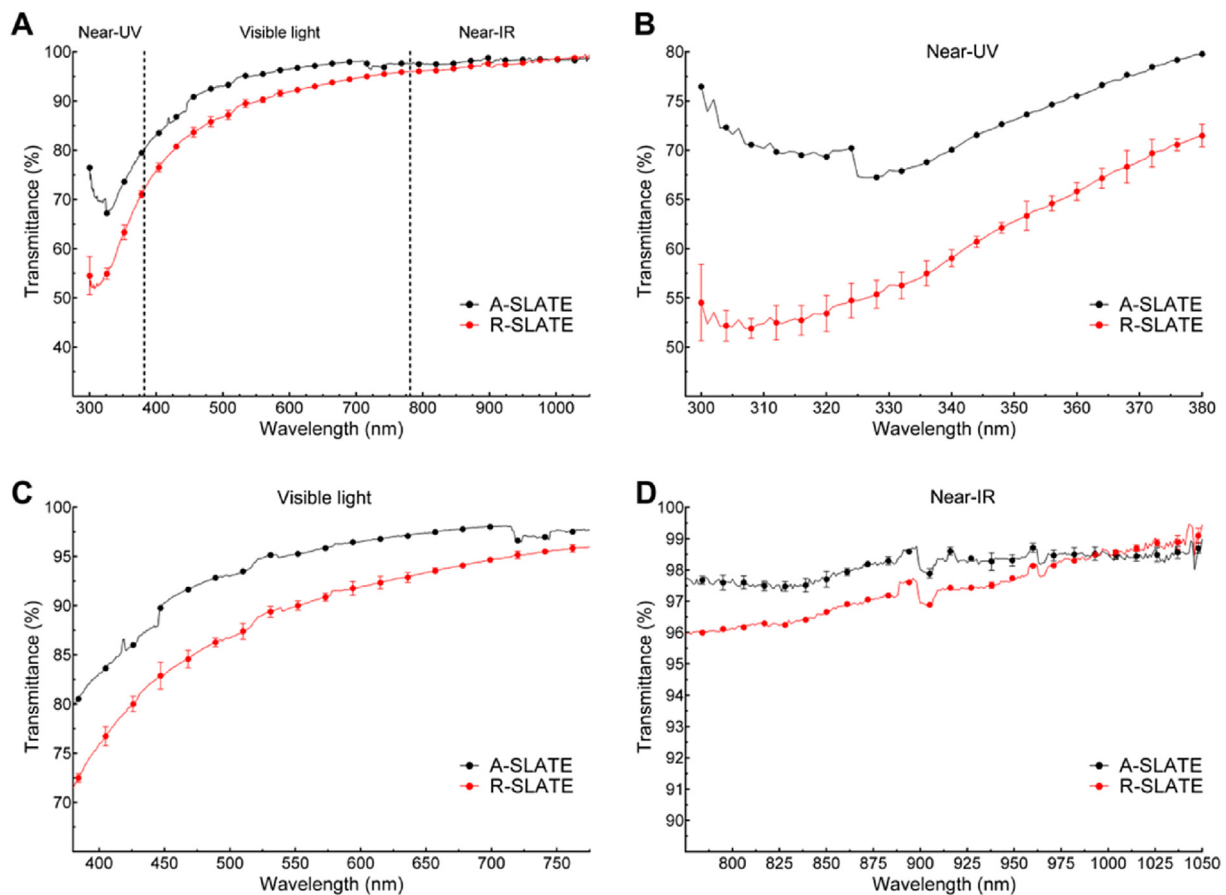 A
Near-UV
Visible light
Near-IR
100
90
80
70
60
50
40
Transmittance (%)
A-SLATE
R-SLATE
300
400
500
600
700
800
900
1000
Wavelength (nm)
B
Near-UV
80
75
70
65
60
55
50
Transmittance (%)
A-SLATE
R-SLATE
300
310
320
330
340
350
360
370
380
Wavelength (nm)
C
Visible light
100
95
90
85
80
75
70
Transmittance (%)
A-SLATE
R-SLATE
400
450
500
550
600
650
700
750
Wavelength (nm)
D
Near-IR
100
99
98
97
96
95
94
93
92
91
90
89
Transmittance (%)
A-SLATE
R-SLATE
800
825
850
875
900
925
950
975
1000
1025
1050
Wavelength (nm)